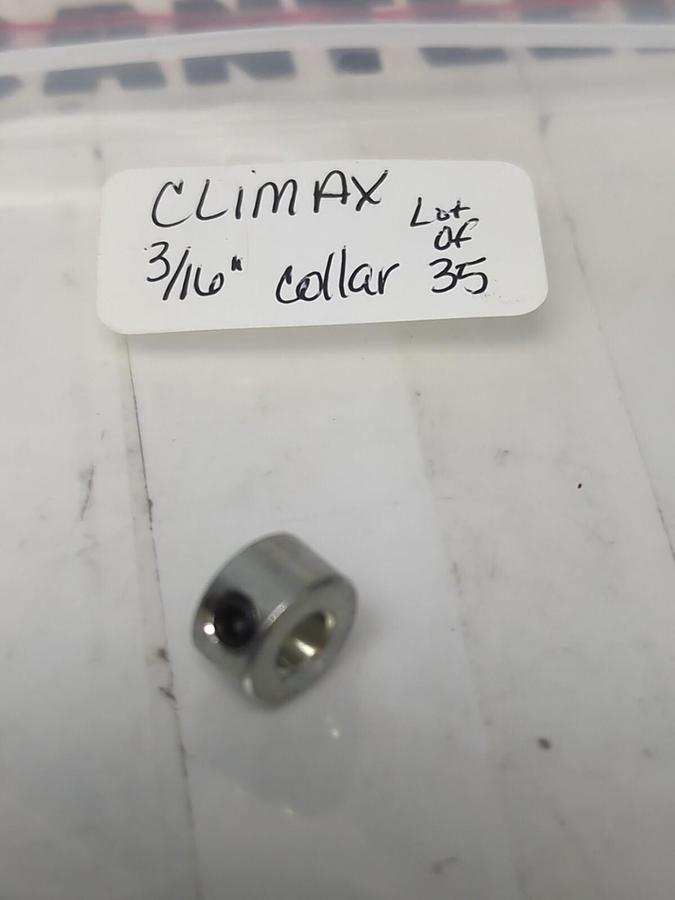 CLiMAX Lot
of
3/16" collar 35